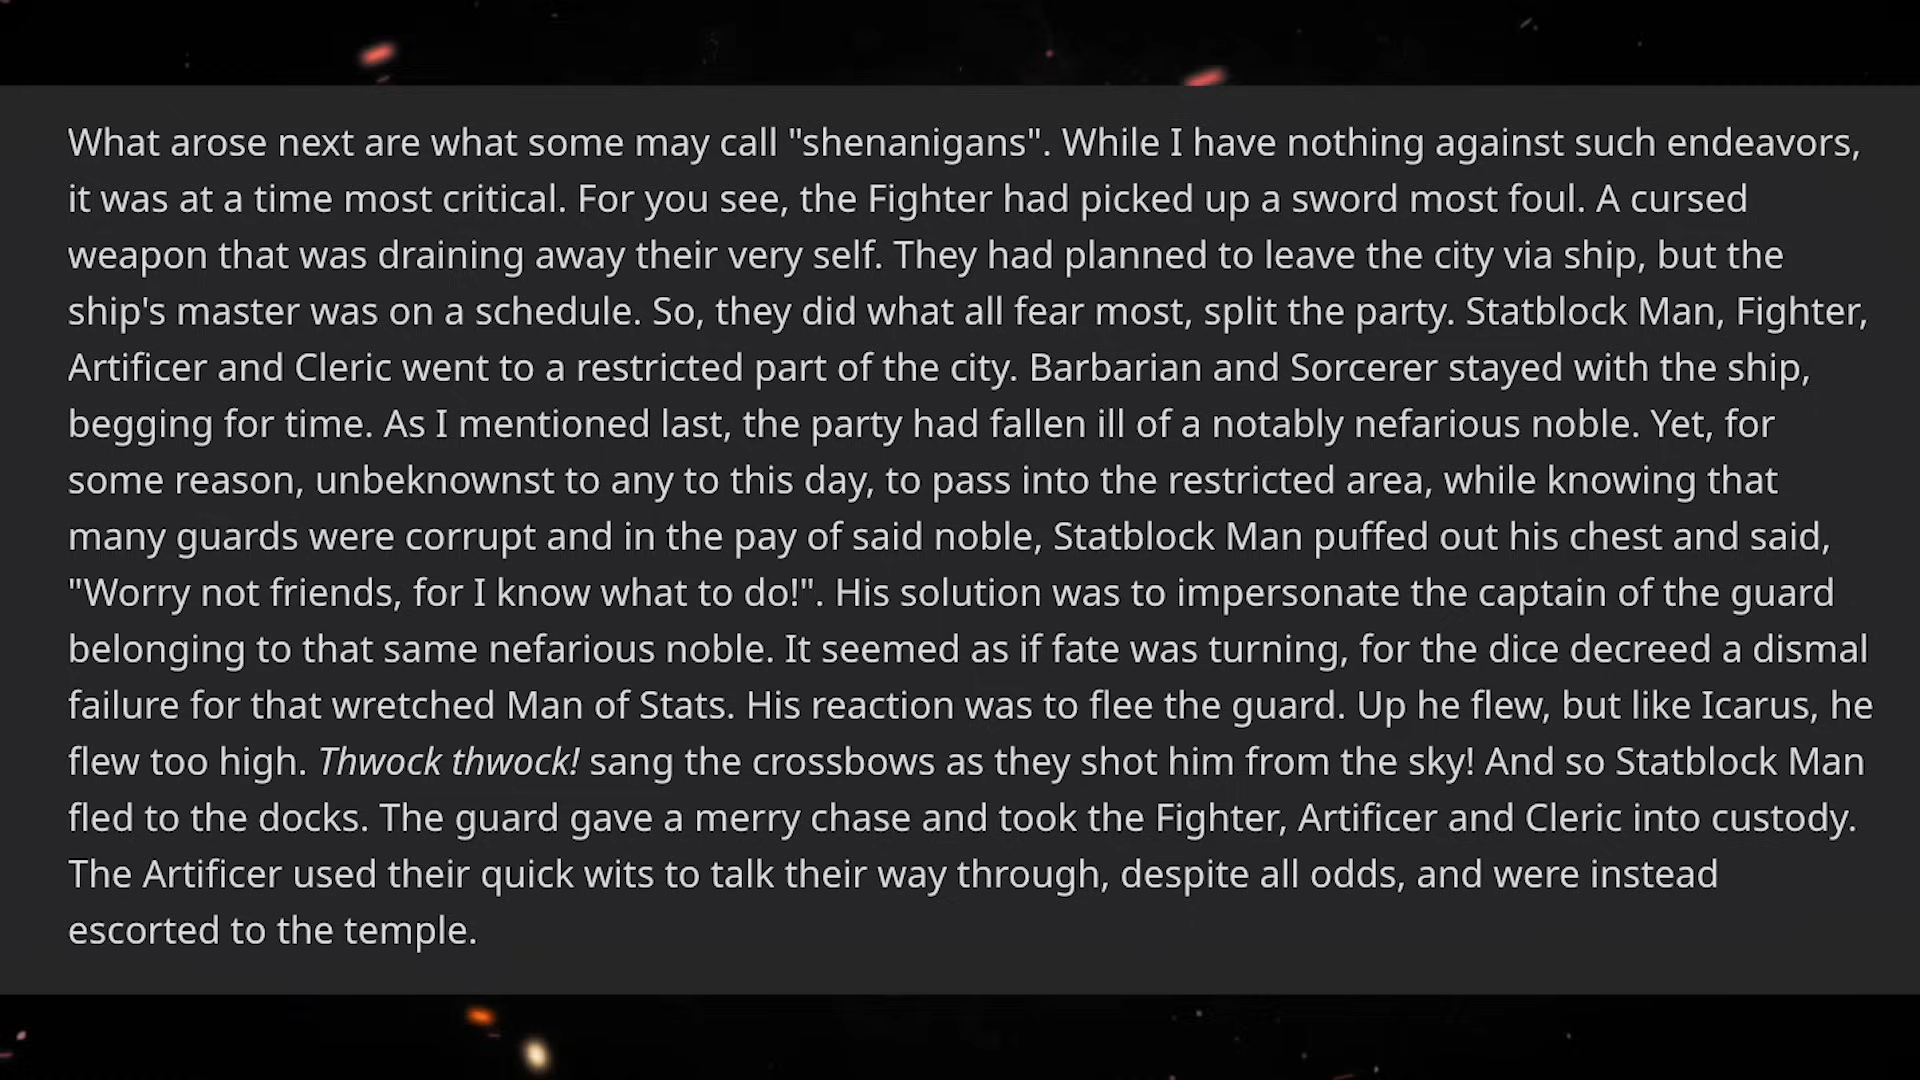 What arose next are what some may call "shenanigans". While I have nothing against such endeavors,
it was at a time most critical. For you see, the Fighter had picked up a sword most foul. A cursed
weapon that was draining away their very self. They had planned to leave the city via ship, but the
ship's master was on a schedule. So, they did what all fear most, split the party. Statblock Man, Fighter,
Artificer and Cleric went to a restricted part of the city. Barbarian and Sorcerer stayed with the ship,
begging for time. As I mentioned last, the party had fallen ill of a notably nefarious noble. Yet, for
some reason, unbeknownst to any to this day, to pass into the restricted area, while knowing that
many guards were corrupt and in the pay of said noble, Statblock Man puffed out his chest and said,
"Worry not friends, for I know what to do!". His solution was to impersonate the captain of the guard
belonging to that same nefarious noble. It seemed as if fate was turning, for the dice decreed a dismal
failure for that wretched Man of Stats. His reaction was to flee the guard. Up he flew, but like Icarus, he
flew too high. Thwock thwock! sang the crossbows as they shot him from the sky! And so Statblock Man
fled to the docks. The guard gave a merry chase and took the Fighter, Artificer and Cleric into custody.
The Artificer used their quick wits to talk their way through, despite all odds, and were instead
escorted to the temple.